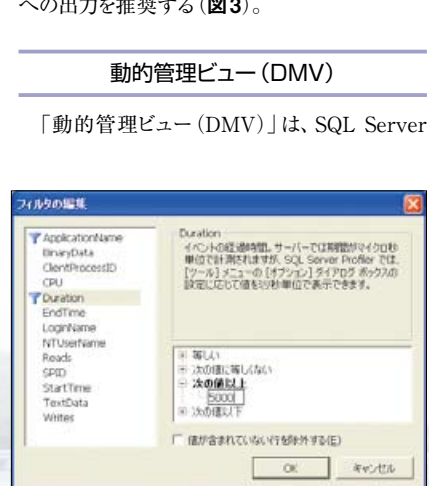 への出力を推奨する（図3）。
動的管理ビュー（DMV）
「動的管理ビュー（DMV）」は、SQL Server
フィルタの編集
ApplicationName
BinaryData
ClientProcessID
CPU
Duration
EndTime
LoginName
NTUserName
Reads
SPID
StartTime
TextData
Writes
Duration
イベントの経過時間。サーバーでは期間がマイクロ秒
単位で計測されますが、SQL Server Profiler では、
[ツール] メニューの [オプション] ダイアログ ボックスの
設定に応じて値をミリ秒単位で表示できます。
等しい
次の値に等しくない
次の値以上
5000
次の値以下
値が含まれていない行を除外する(E)
OK
キャンセル